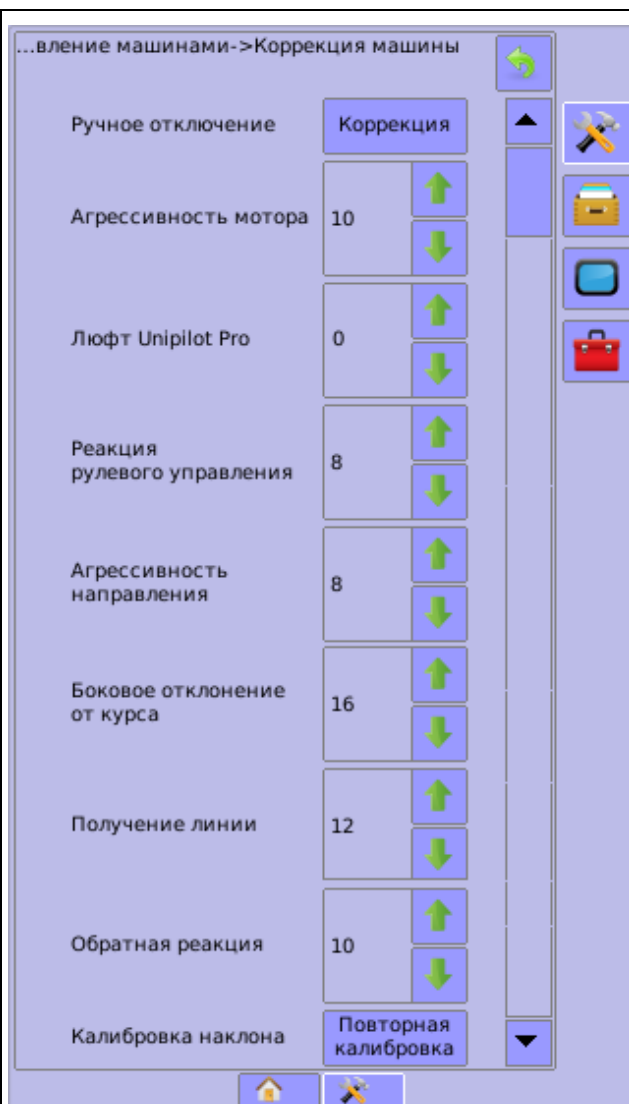 ...вление машинами->Коррекция машины
Ручное отключение Коррекция
Агрессивность мотора 10
Люфт Unipilot Pro 0
Реакция
рулевого управления 8
Агрессивность
направления 8
Боковое отклонение
от курса 16
Получение линии 12
Обратная реакция 10
Калибровка наклона Повторная
калибровка